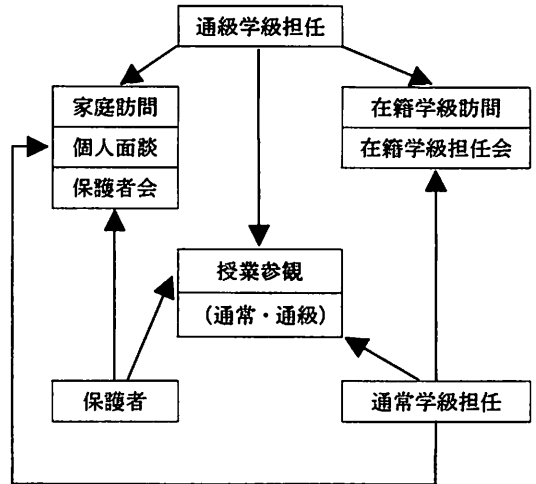 通級学級担任
家庭訪問
個人面談
保護者会
在籍学級訪問
在籍学級担任会
授業参観
（通常・通級）
保護者
通常学級担任